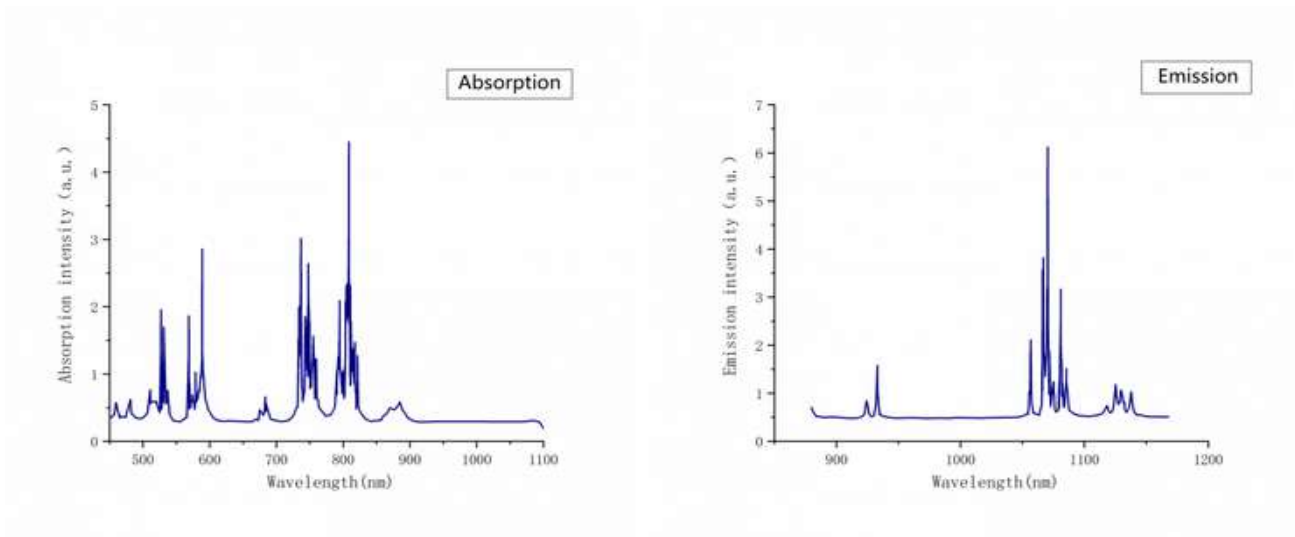 Absorption
5
4
3
2
1
0
Absorption intensity (a.u.)
500 600 700 800 900 1000 1100
Wavelength(nm)
Emission
7
6
5
4
3
2
1
0
Emission intensity (a.u.)
900 1000 1100 1200
Wavelength(nm)